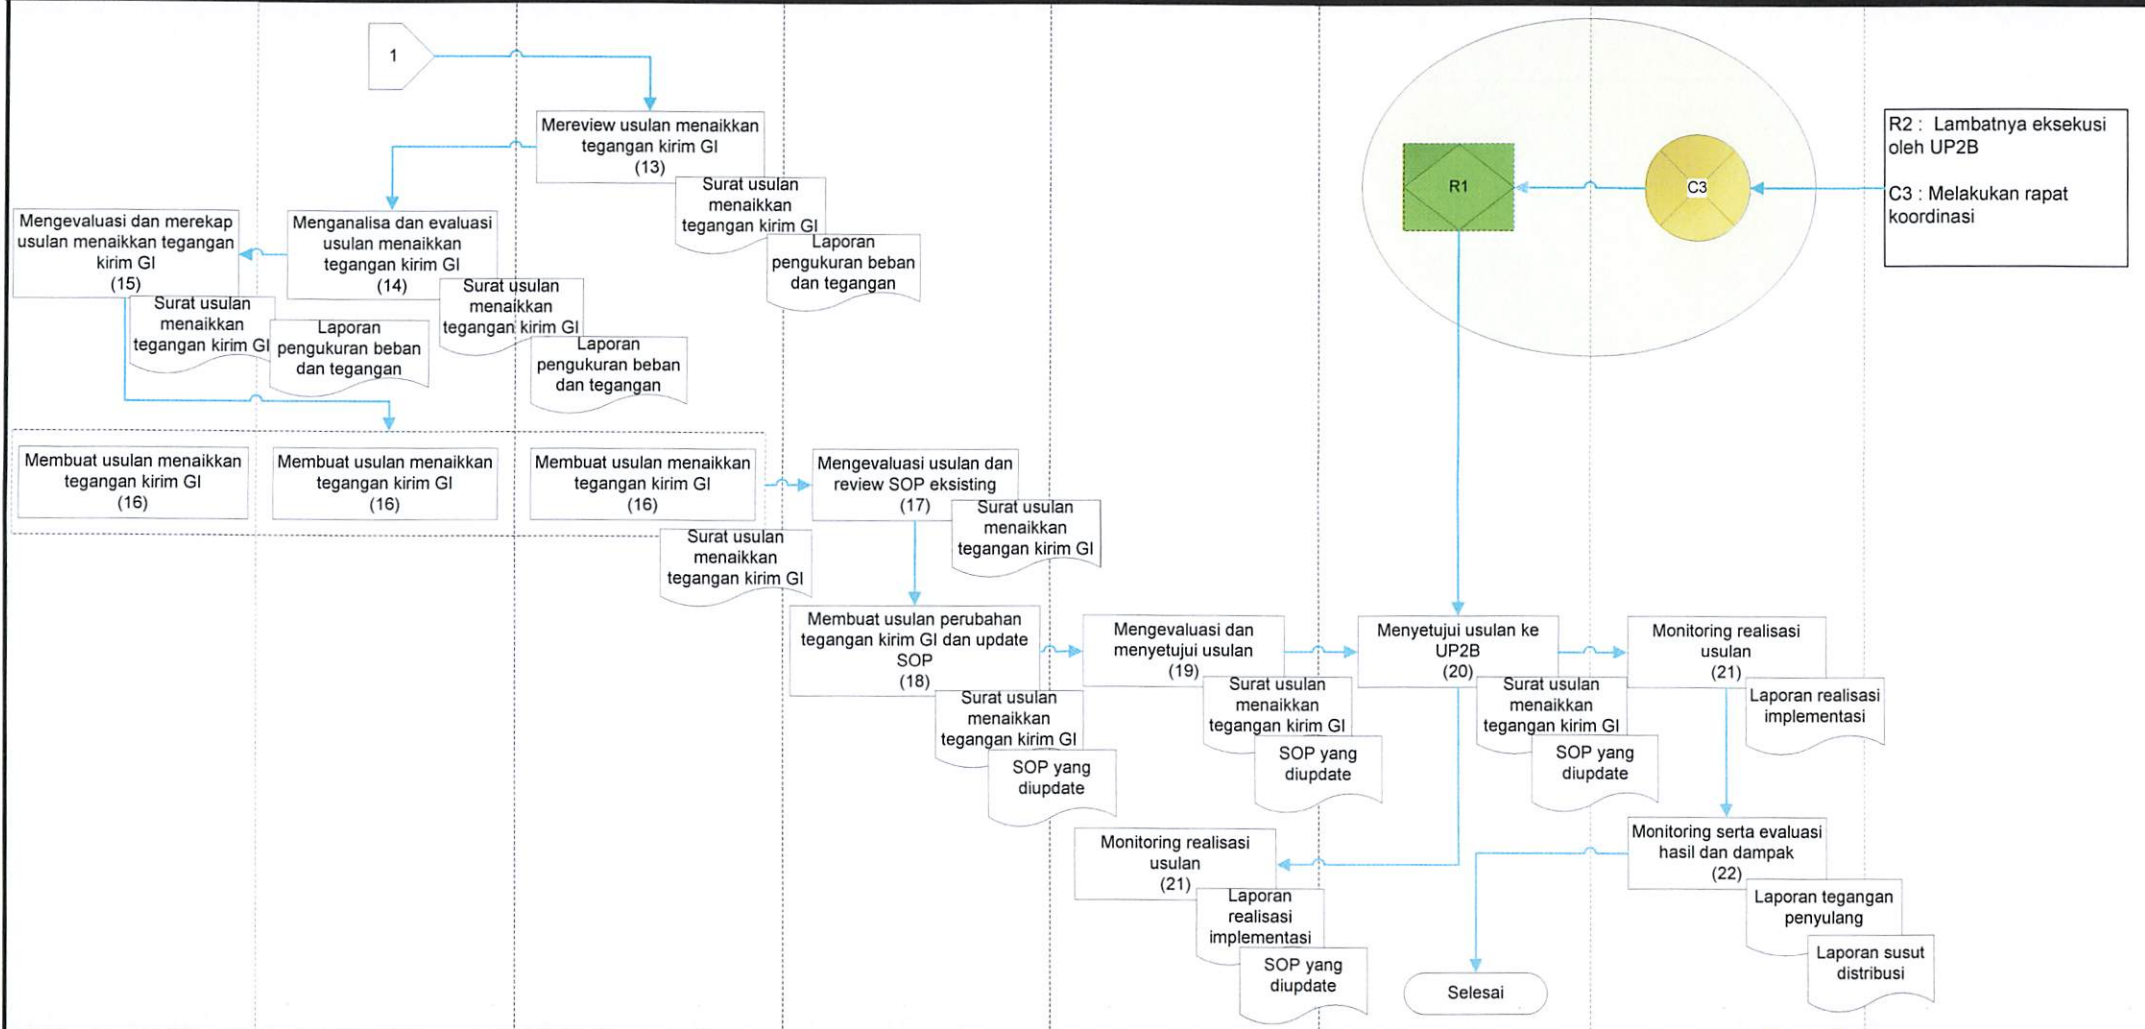 1
Mereview usulan menaikkan
tegangan kirim GI
(13)
Surat usulan
menaikkan
tegangan kirim GI
Laporan
pengukuran beban
dan tegangan
Menganalisa dan evaluasi
usulan menaikkan
tegangan kirim GI
(14)
Surat usulan
menaikkan
tegangan kirim GI
Laporan
pengukuran beban
dan tegangan
Mengevaluasi dan merekap
usulan menaikkan tegangan
kirim GI
(15)
Surat usulan
menaikkan
tegangan kirim GI
Laporan
pengukuran beban
dan tegangan
R1
C3
R2 : Lambatnya eksekusi
oleh UP2B
C3 : Melakukan rapat
koordinasi
Membuat usulan menaikkan
tegangan kirim GI
(16)
Membuat usulan menaikkan
tegangan kirim GI
(16)
Membuat usulan menaikkan
tegangan kirim GI
(16)
Surat usulan
menaikkan
tegangan kirim GI
Mengevaluasi usulan dan
review SOP eksisting
(17)
Surat usulan
menaikkan
tegangan kirim GI
Membuat usulan perubahan
tegangan kirim GI dan update
SOP
(18)
Surat usulan
menaikkan
tegangan kirim GI
SOP yang
diupdate
Mengevaluasi dan
menyetujui usulan
(19)
Surat usulan
menaikkan
tegangan kirim GI
SOP yang
diupdate
Menyetujui usulan ke
UP2B
(20)
Surat usulan
menaikkan
tegangan kirim GI
SOP yang
diupdate
Monitoring realisasi
usulan
(21)
Laporan realisasi
implementasi
Monitoring realisasi
usulan
(21)
Laporan
realisasi
implementasi
SOP yang
diupdate
Monitoring serta evaluasi
hasil dan dampak
(22)
Laporan tegangan
penyulang
Laporan susut
distribusi
Selesai